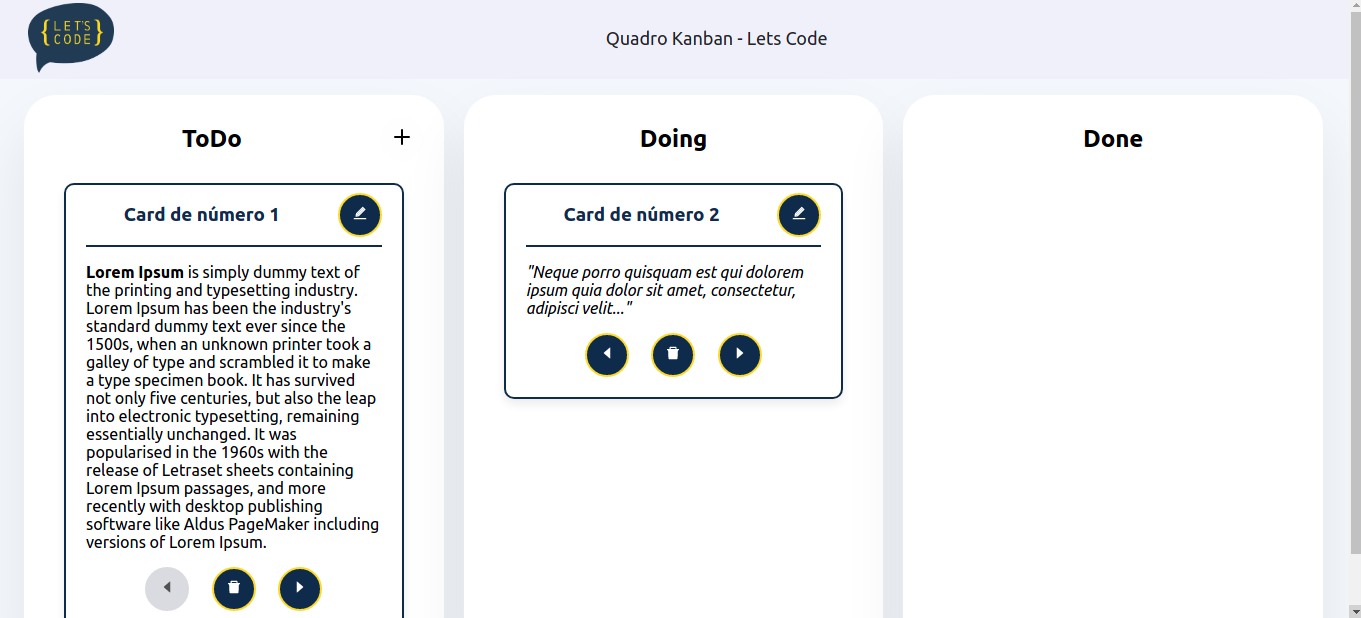 {LET'S
CODE}
Quadro Kanban - Lets Code
ToDo
Card de número 1
Lorem Ipsum is simply dummy text of
the printing and typesetting industry.
Lorem Ipsum has been the industry's
standard dummy text ever since the
1500s, when an unknown printer took a
galley of type and scrambled it to make
a type specimen book. It has survived
not only five centuries, but also the leap
into electronic typesetting, remaining
essentially unchanged. It was
popularised in the 1960s with the
release of Letraset sheets containing
Lorem Ipsum passages, and more
recently with desktop publishing
software like Aldus PageMaker including
versions of Lorem Ipsum.
Doing
Card de número 2
"Neque porro quisquam est qui dolorem
ipsum quia dolor sit amet, consectetur,
adipisci velit..."
Done